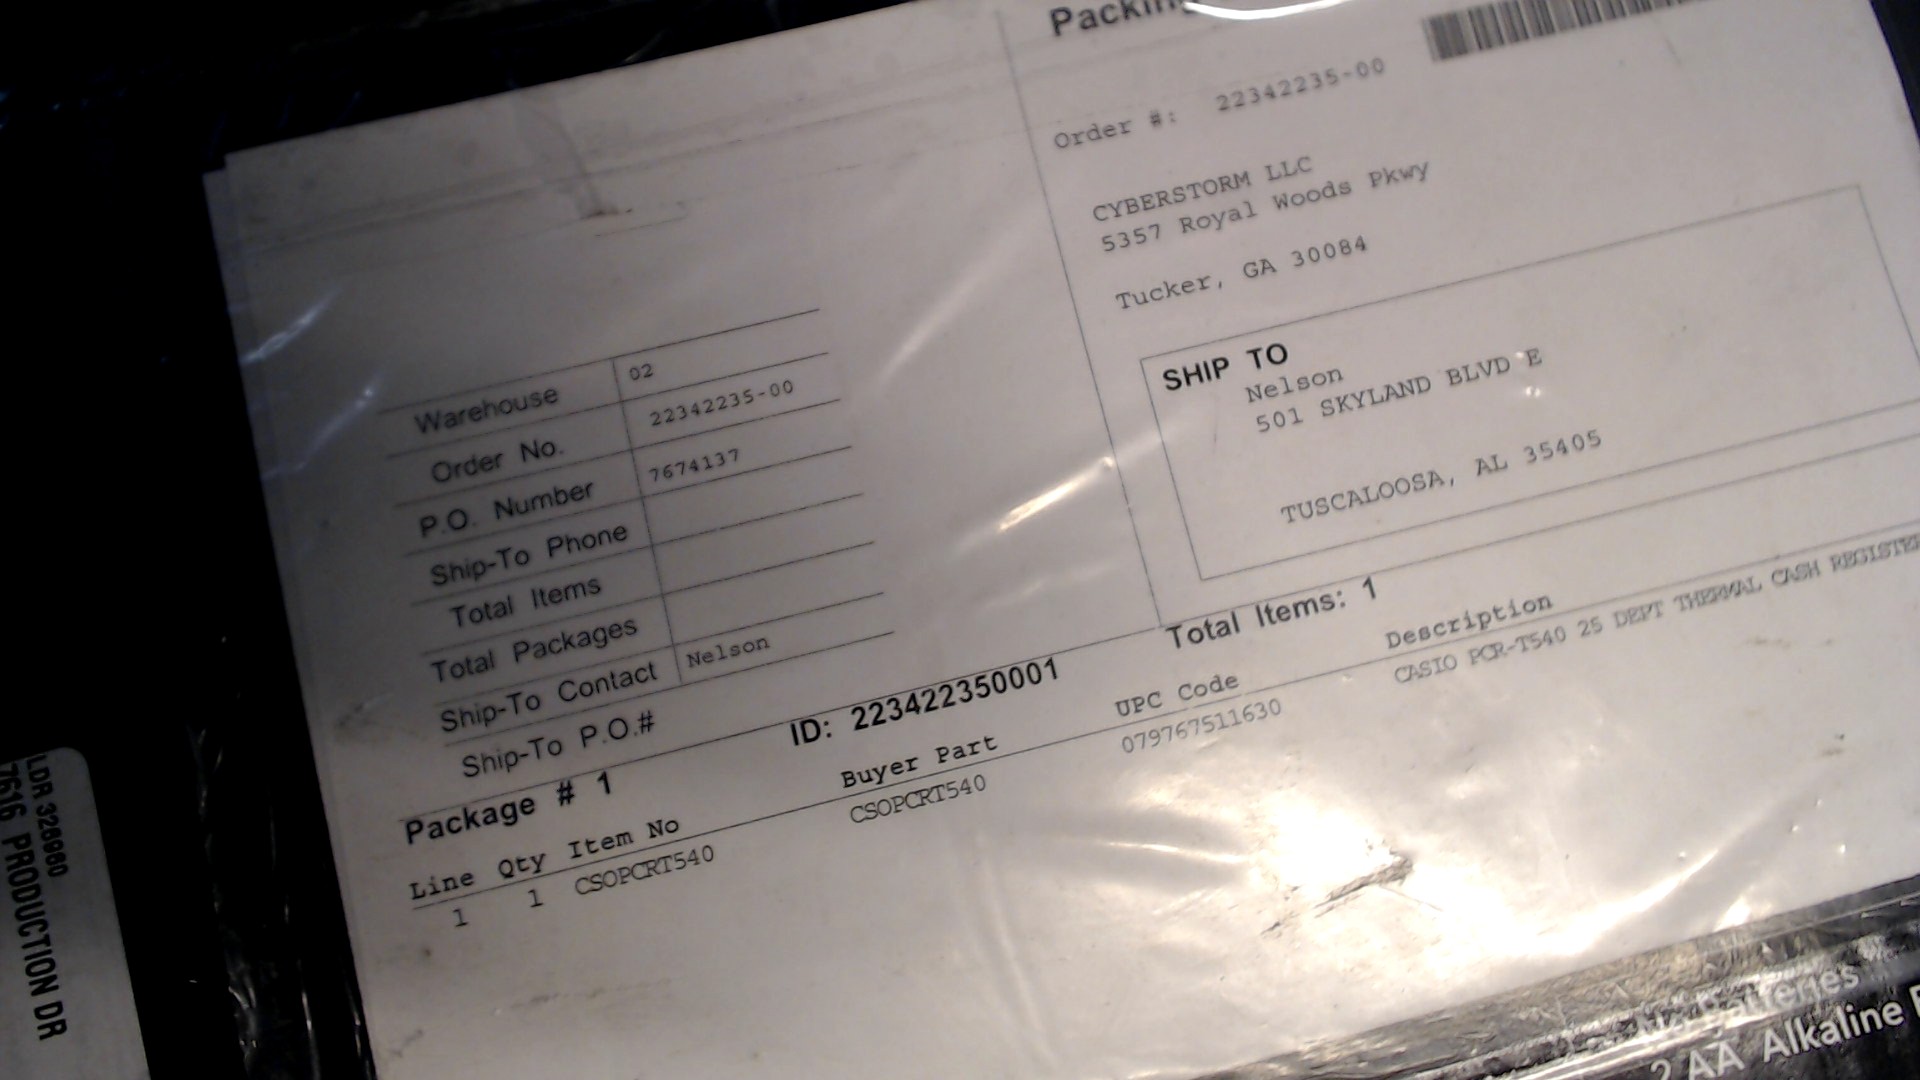 Order #: 22342235-00
CYBERSTORM LLC
5357 Royal Woods Pkwy
Tucker, GA 30084
Warehouse 02
Order No. 22342235-00
P.O. Number 7674137
Ship-To Phone
Total Items
Total Packages
Ship-To Contact Nelson
Ship-To P.O.#
SHIP TO
Nelson
501 SKYLAND BLVD E
TUSCALOOSA, AL 35405
Package # 1 ID: 223422350001 Total Items: 1
Line Qty Item No Buyer Part UPC Code Description
1 1 CSOPCRT540 CSOPCRT540 079767511630 CASIO PCR-T540 25 DEPT THERMAL CASH REGISTER
7616 PRODUCTION DR
Batteries
2 AA Alkaline